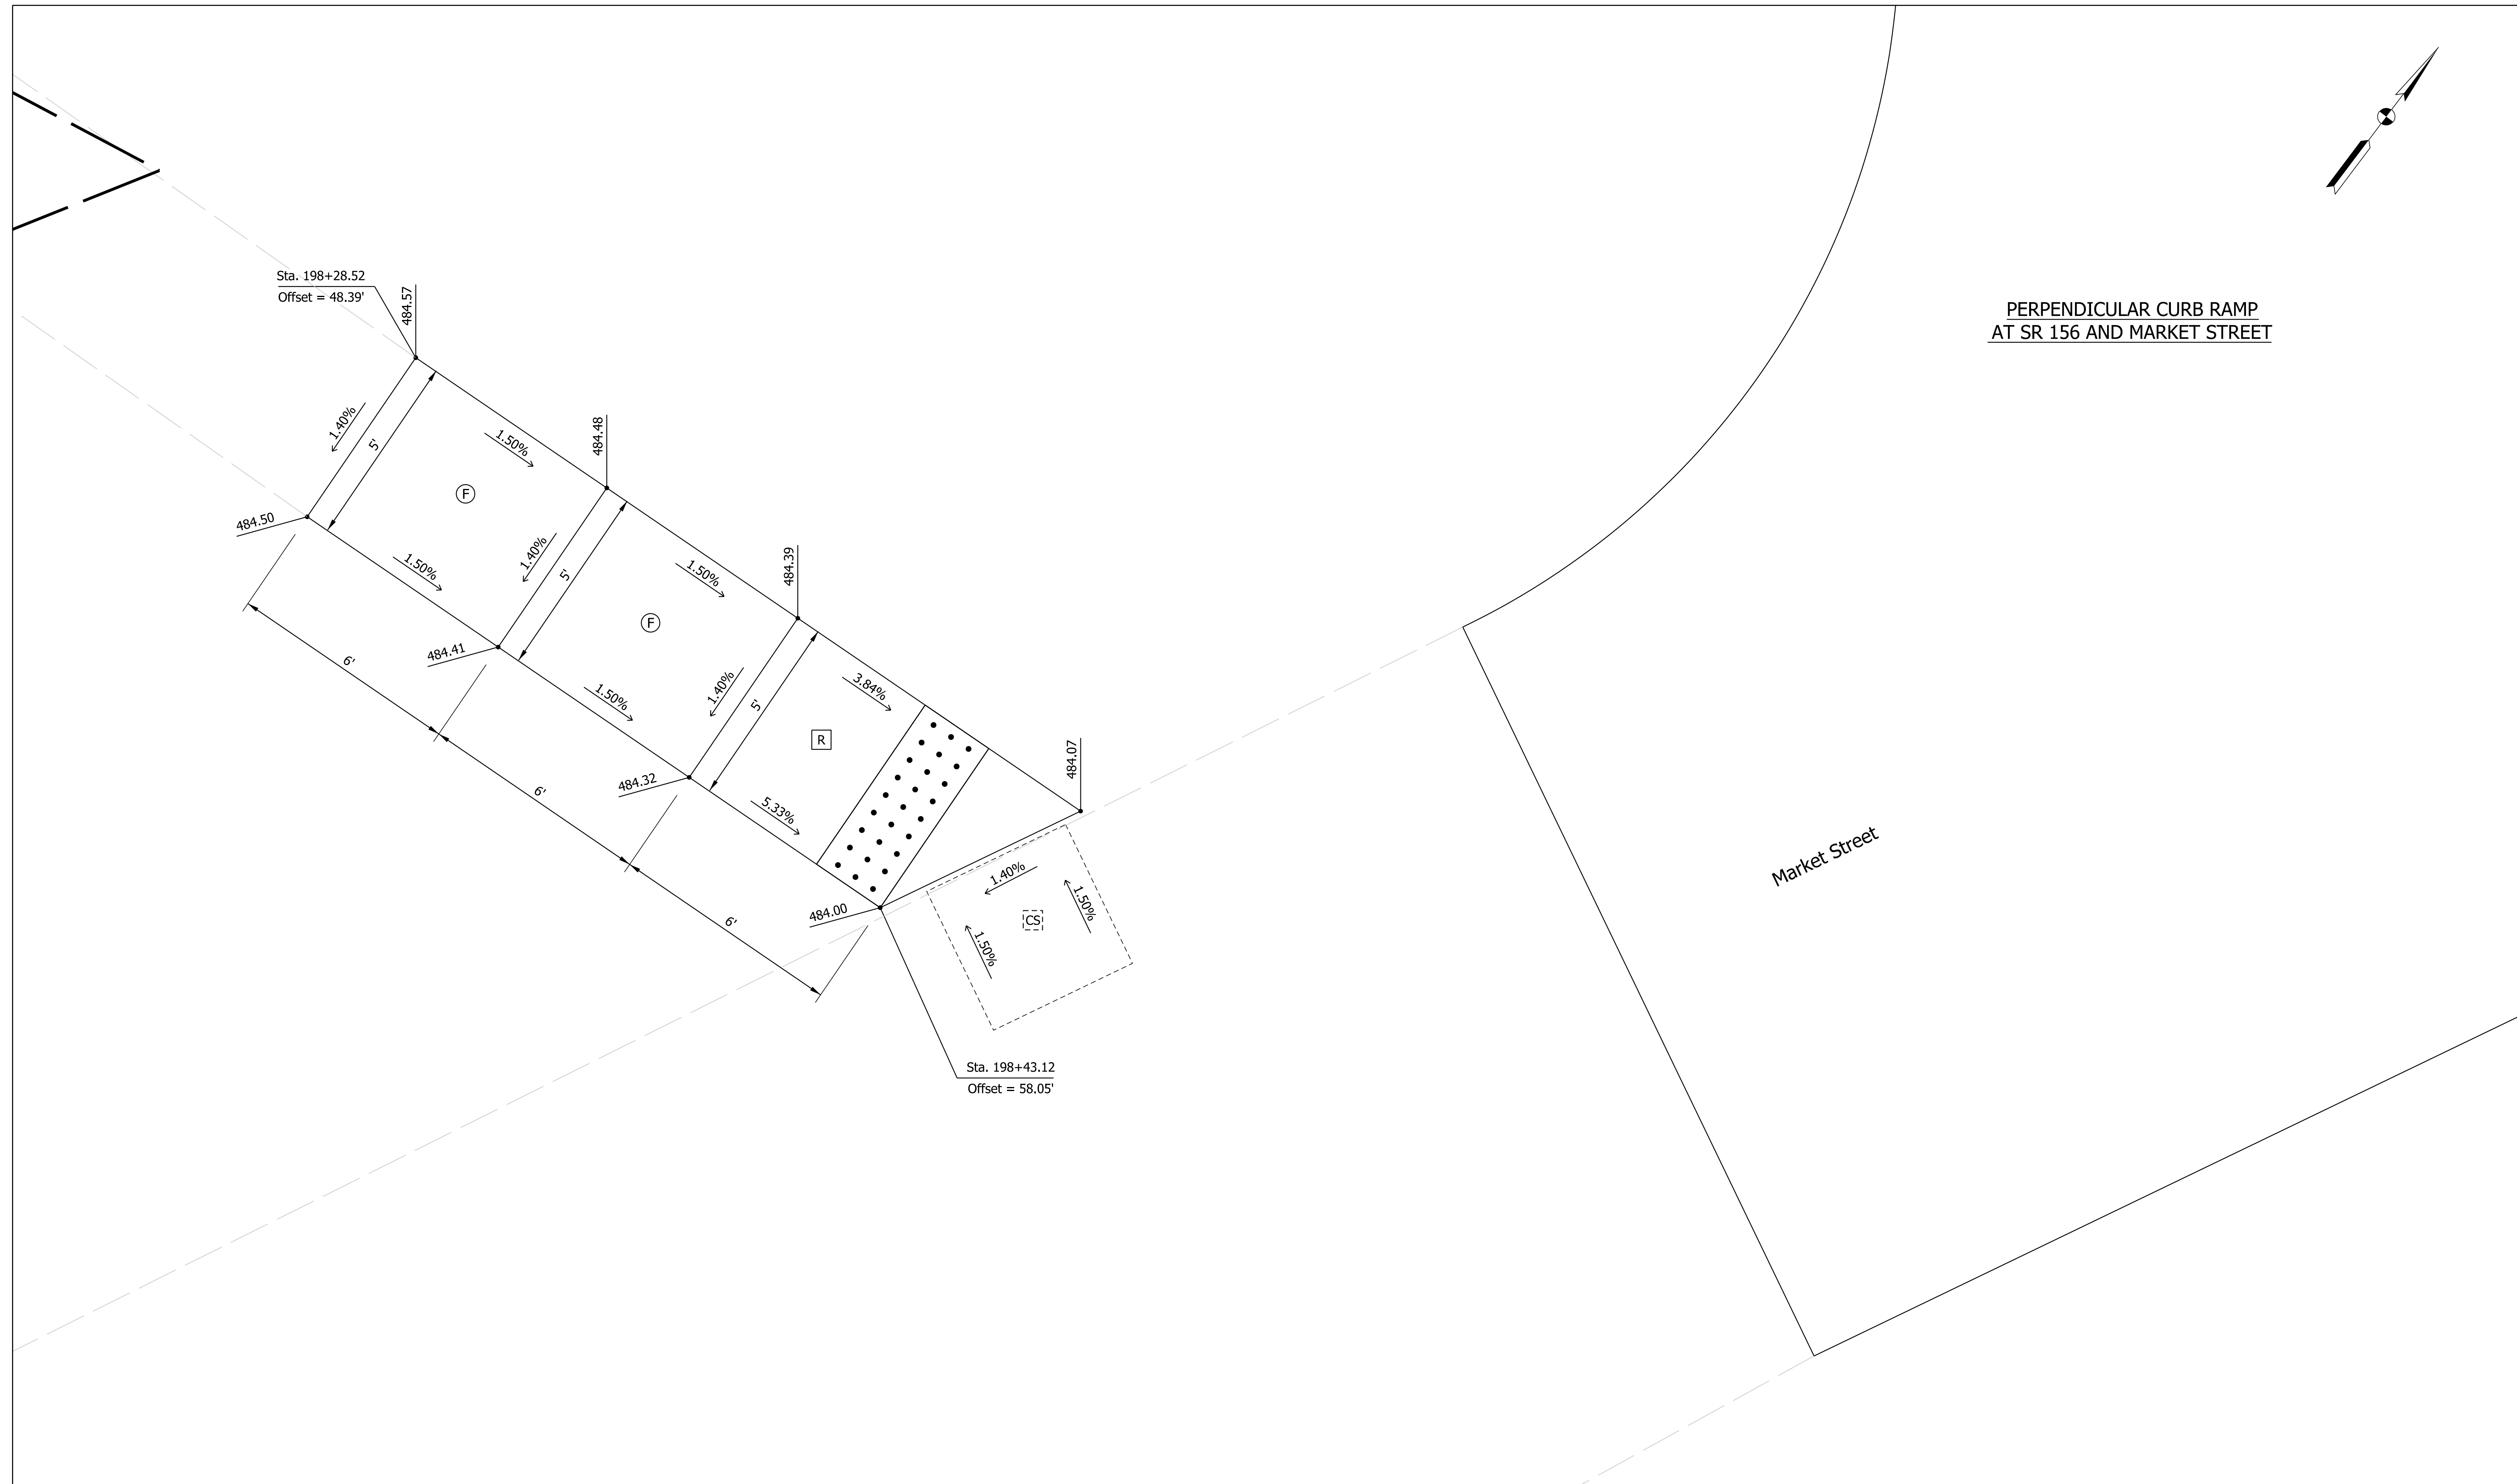 PERPENDICULAR CURB RAMP
AT SR 156 AND MARKET STREET
Sta. 198+28.52
Offset = 48.39'
484.57
484.48
1.40%
5'
1.50%
F
484.50
1.50%
1.40%
5'
484.39
1.50%
F
484.41
6'
1.50%
1.40%
5'
3.84%
R
484.07
484.32
6'
5.33%
484.00
6'
1.40%
1.50%
CS
1.50%
Market Street
Sta. 198+43.12
Offset = 58.05'